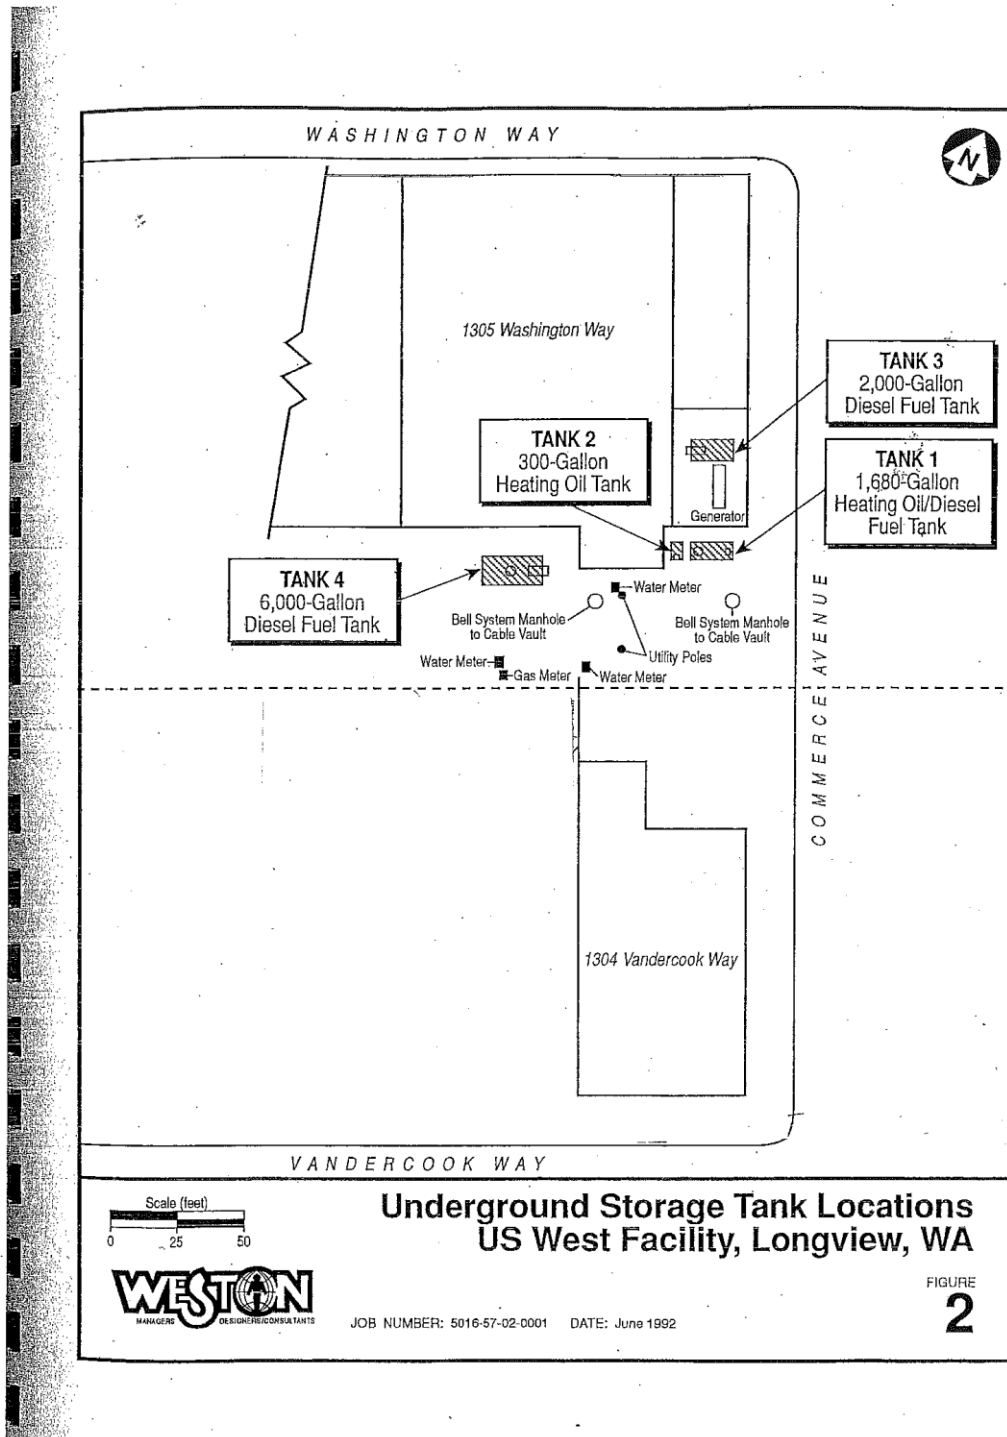 WASHINGTON WAY
N
1305 Washington Way
TANK 3
2,000-Gallon
Diesel Fuel Tank
TANK 2
300-Gallon
Heating Oil Tank
TANK 1
1,680-Gallon
Heating Oil/Diesel
Fuel Tank
Generator
TANK 4
6,000-Gallon
Diesel Fuel Tank
Water Meter
Bell System Manhole
to Cable Vault
Bell System Manhole
to Cable Vault
Utility Poles
Water Meter
Gas Meter
Water Meter
COMMERCE AVENUE
1304 Vandercook Way
VANDERCOOK WAY
Scale (feet)
0 25 50
Underground Storage Tank Locations
US West Facility, Longview, WA
WESTON
MANAGERS DESIGNERS/CONSULTANTS
JOB NUMBER: 5016-57-02-0001 DATE: June 1992
FIGURE
2